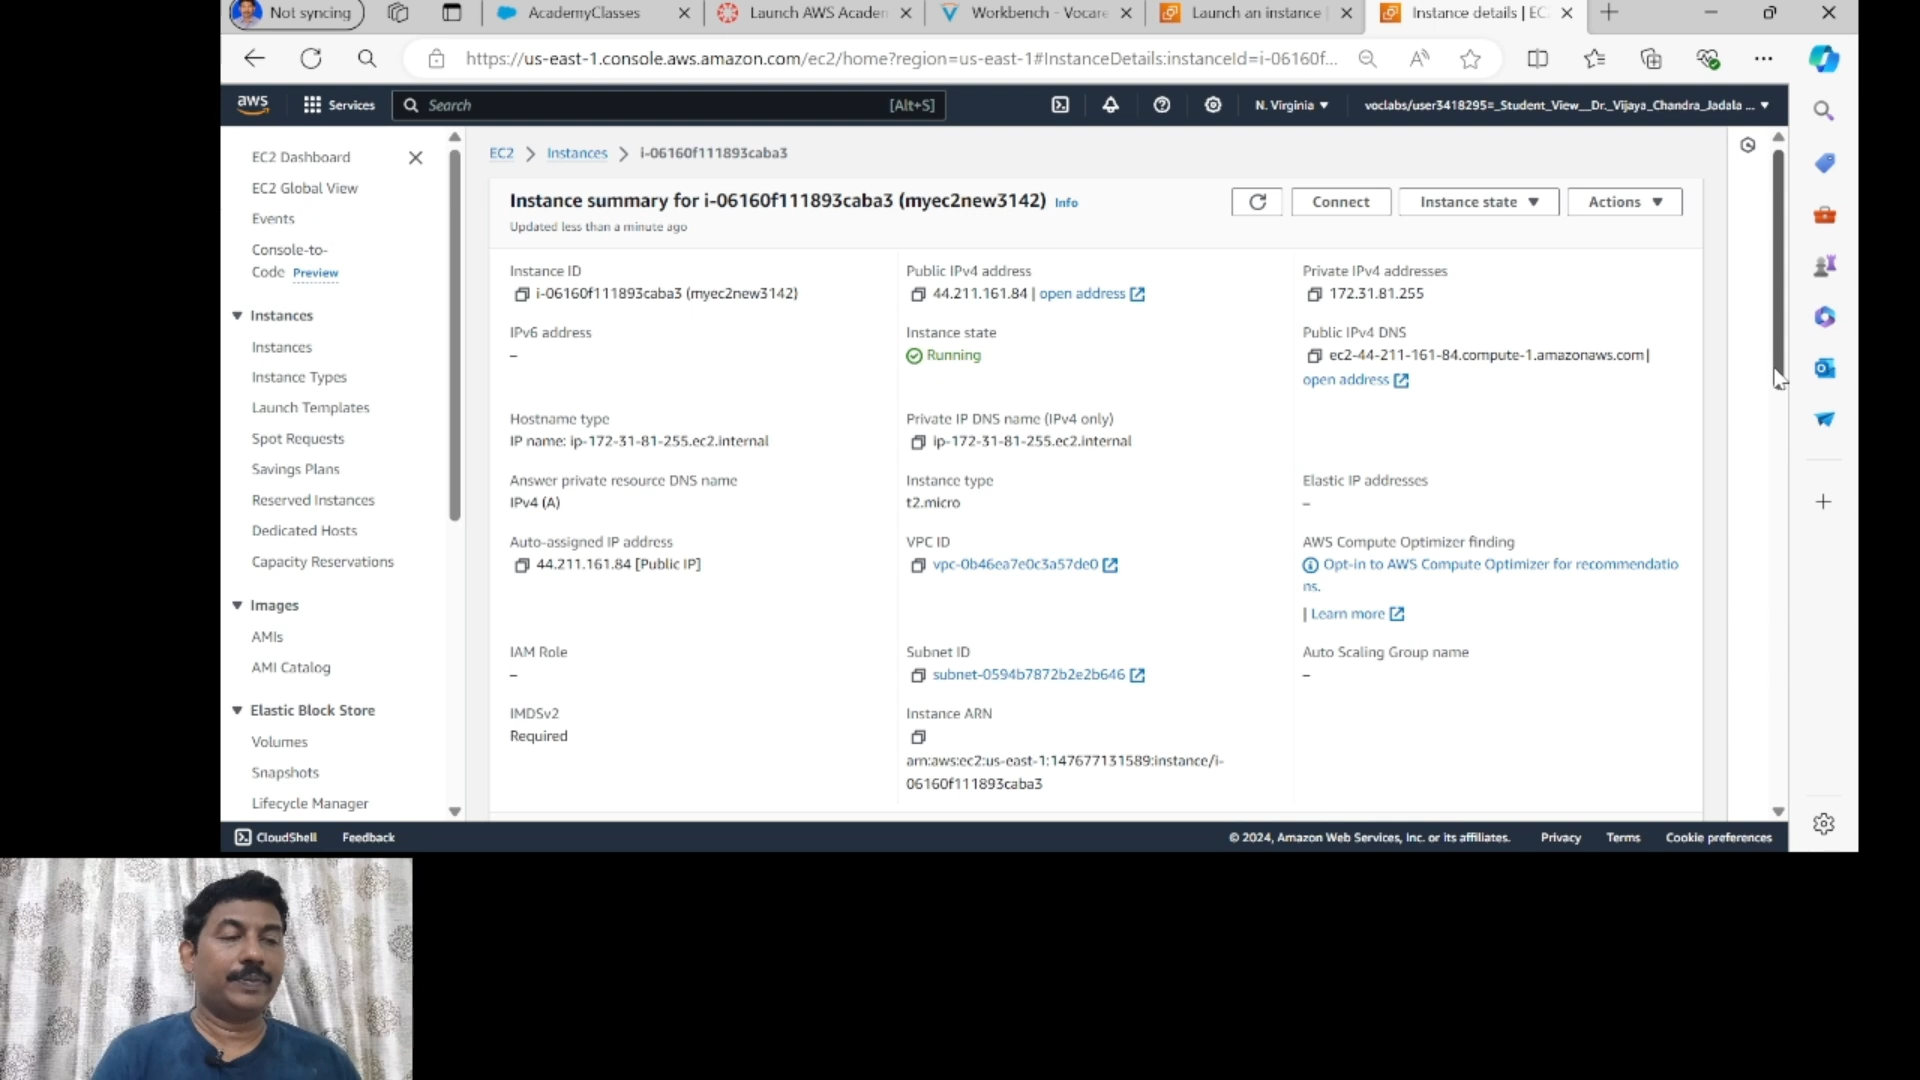 Not syncing
AcademyClasses
Launch AWS Academ
Workbench - Vocare
Launch an instance
Instance details | EC
https://us-east-1.console.aws.amazon.com/ec2/home?region=us-east-1#InstanceDetails:instanceId=i-06160f...
aws
Services
Search
[Alt+S]
N. Virginia
voclabs/user3418295=_Student_View__Dr._Vijaya_Chandra_Jadala ...
EC2 Dashboard
EC2 Global View
Events
Console-to-
Code Preview
Instances
Instances
Instance Types
Launch Templates
Spot Requests
Savings Plans
Reserved Instances
Dedicated Hosts
Capacity Reservations
Images
AMIs
AMI Catalog
Elastic Block Store
Volumes
Snapshots
Lifecycle Manager
EC2 > Instances > i-06160f111893caba3
Instance summary for i-06160f111893caba3 (myec2new3142) Info
Updated less than a minute ago
Connect
Instance state
Actions
Instance ID
i-06160f111893caba3 (myec2new3142)
Public IPv4 address
44.211.161.84 | open address
Private IPv4 addresses
172.31.81.255
IPv6 address
–
Instance state
Running
Public IPv4 DNS
ec2-44-211-161-84.compute-1.amazonaws.com |
open address
Hostname type
IP name: ip-172-31-81-255.ec2.internal
Private IP DNS name (IPv4 only)
ip-172-31-81-255.ec2.internal
Answer private resource DNS name
IPv4 (A)
Instance type
t2.micro
Elastic IP addresses
–
Auto-assigned IP address
44.211.161.84 [Public IP]
VPC ID
vpc-0b46ea7e0c3a57de0
AWS Compute Optimizer finding
Opt-in to AWS Compute Optimizer for recommendatio
ns.
| Learn more
IAM Role
–
Subnet ID
subnet-0594b7872b2e2b646
Auto Scaling Group name
–
IMDSv2
Required
Instance ARN
arn:aws:ec2:us-east-1:147677131589:instance/i-
06160f111893caba3
CloudShell
Feedback
© 2024, Amazon Web Services, Inc. or its affiliates.
Privacy
Terms
Cookie preferences